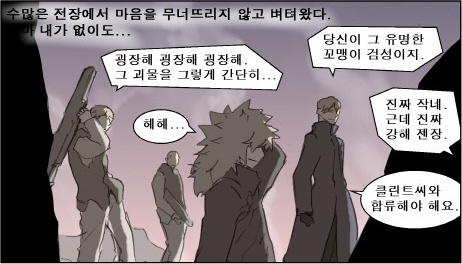 수많은 전장에서 마음을 무너뜨리지 않고 버텨왔다.
내가 없이도...
굉장해 굉장해 굉장해.
그 괴물을 그렇게 간단히...
당신이 그 유명한
꼬맹이 검성이지.
헤헤...
진짜 작네.
근데 진짜
강해 젠장.
클린트씨와
합류해야 해요.